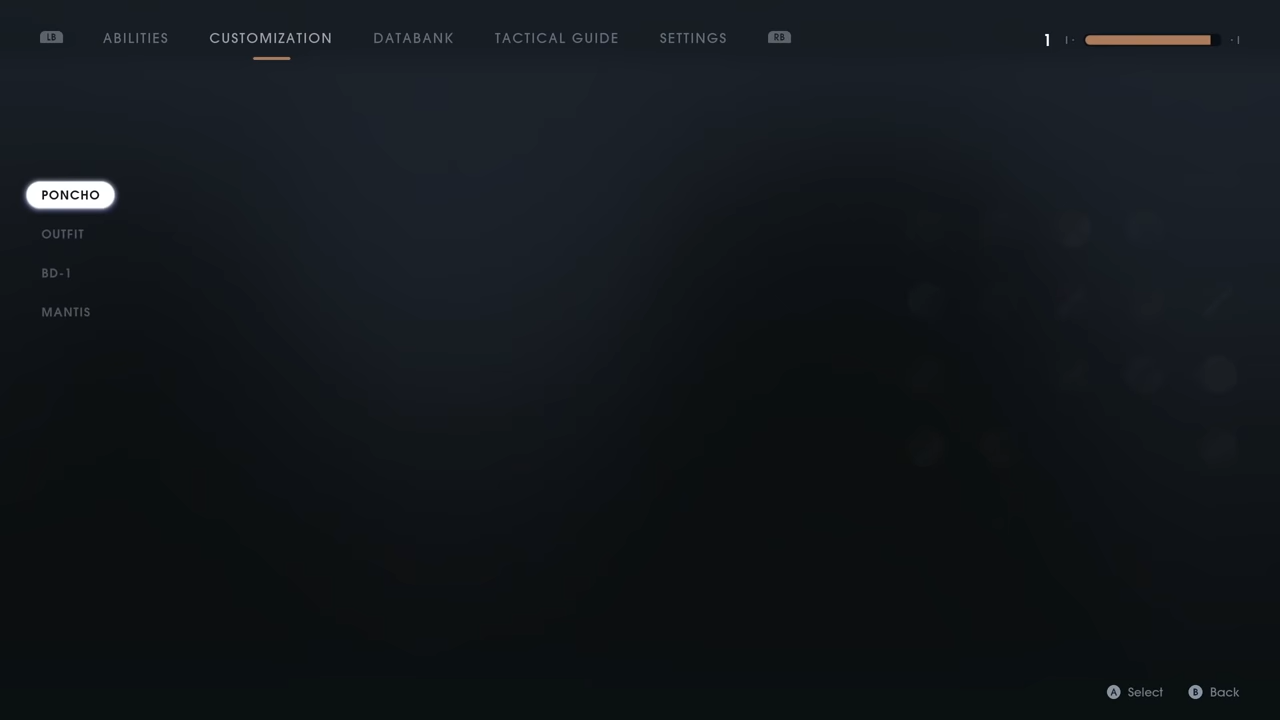 LB ABILITIES CUSTOMIZATION DATABANK TACTICAL GUIDE SETTINGS RB 1
PONCHO
OUTFIT
BD-1
MANTIS
A Select B Back